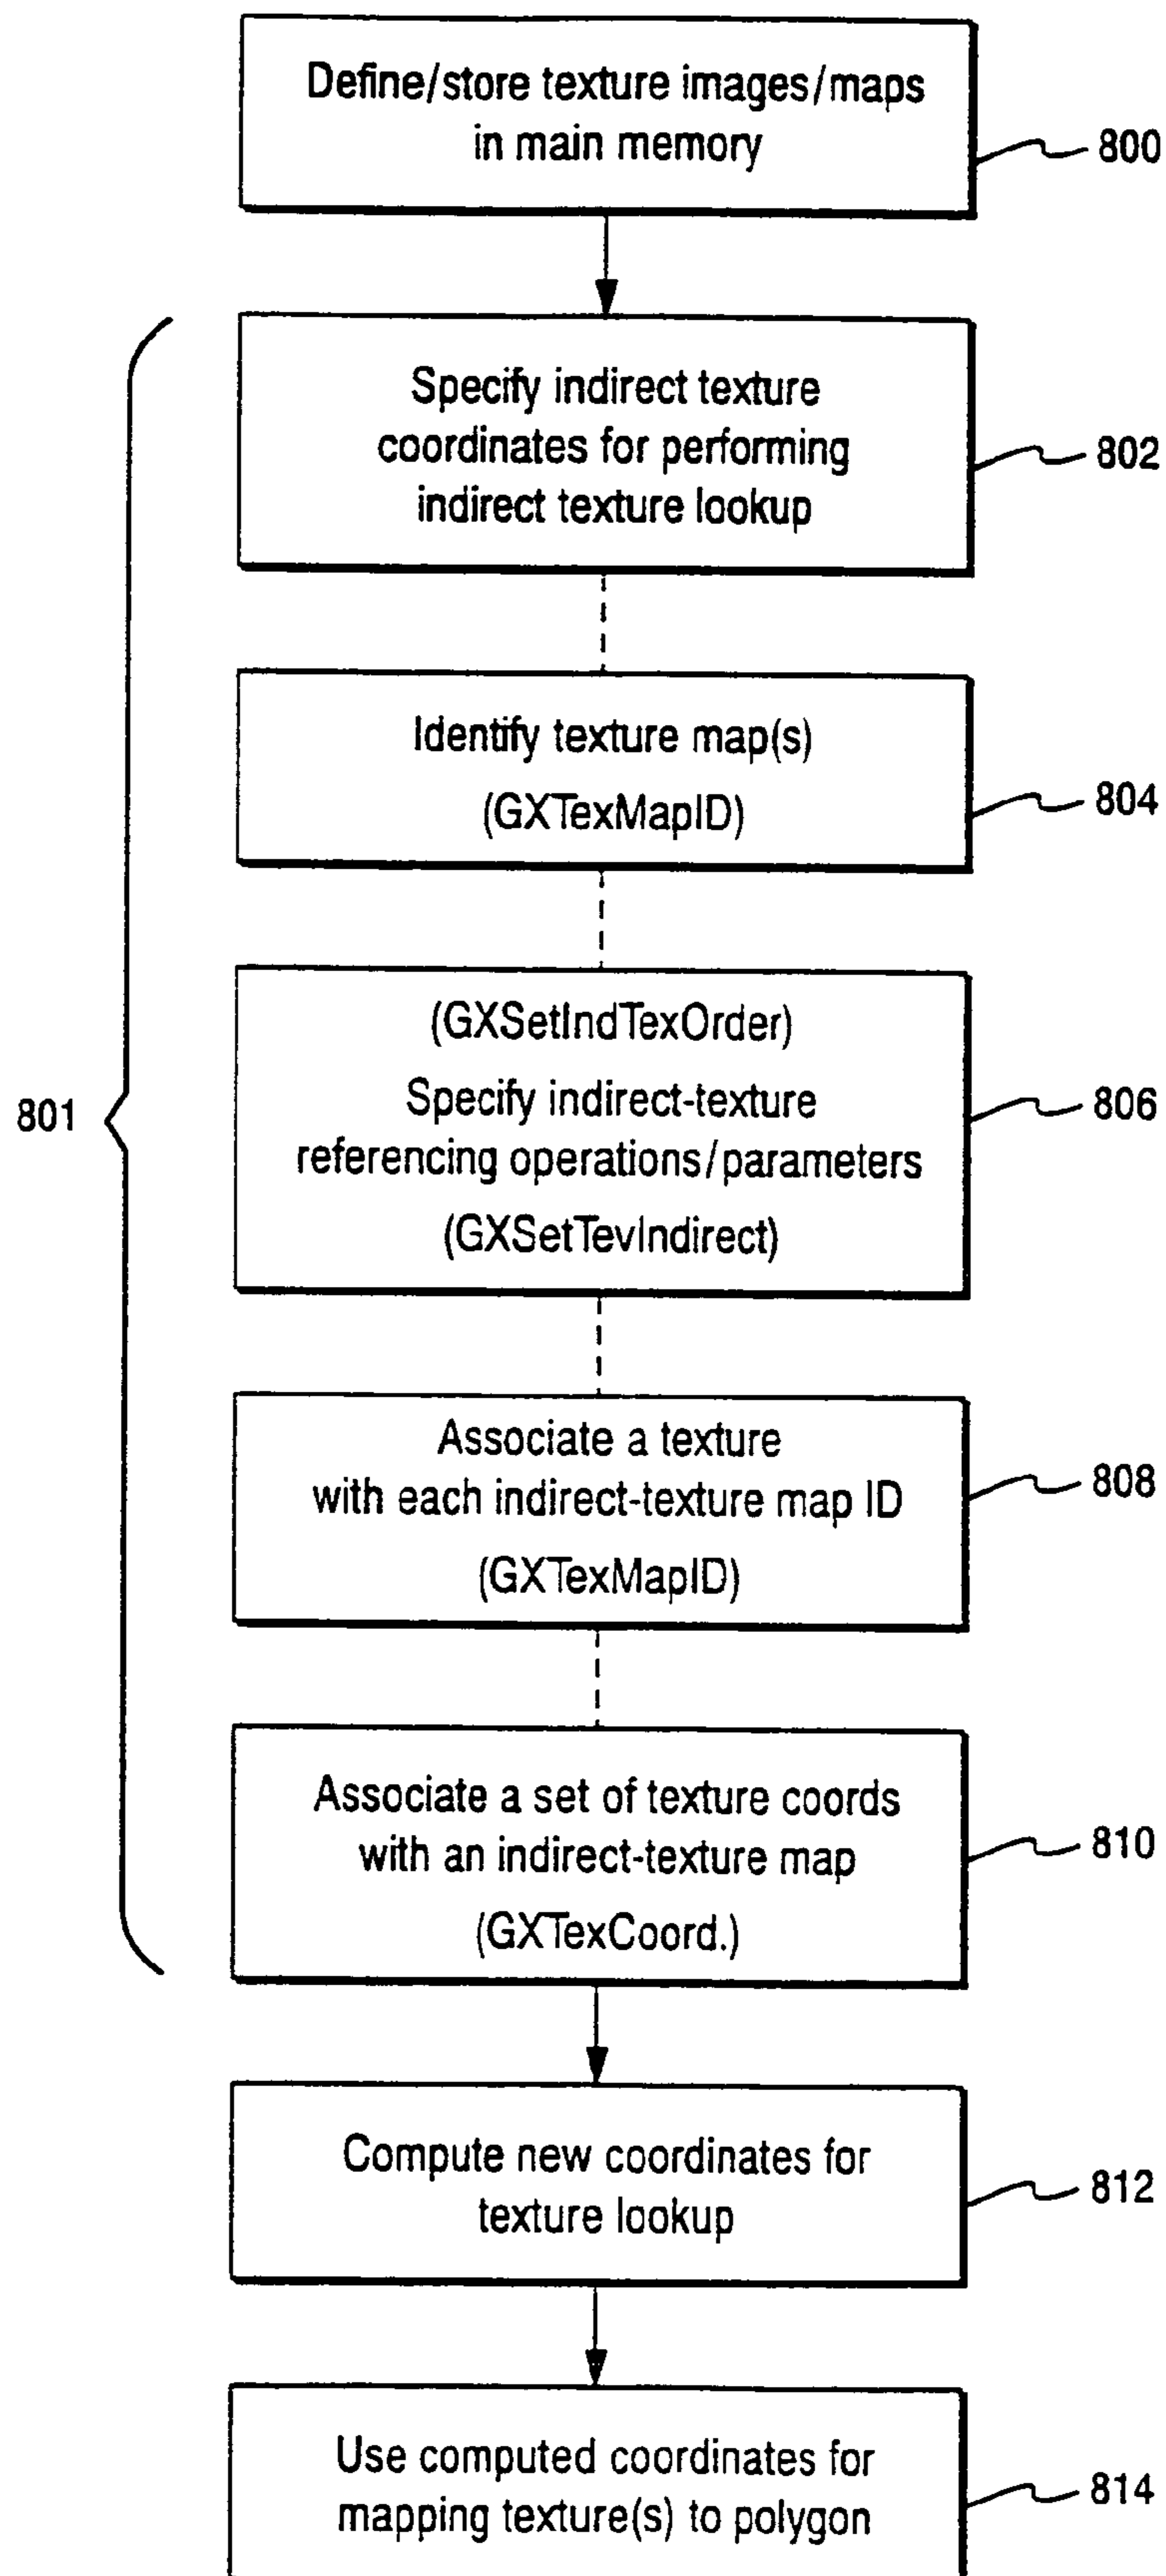 Define/store texture images/maps
in main memory
800
Specify indirect texture
coordinates for performing
indirect texture lookup
802
Identify texture map(s)
(GXTexMapID)
804
801
(GXSetIndTexOrder)
Specify indirect-texture
referencing operations/parameters
(GXSetTevIndirect)
806
Associate a texture
with each indirect-texture map ID
(GXTexMapID)
808
Associate a set of texture coords
with an indirect-texture map
(GXTexCoord.)
810
Compute new coordinates for
texture lookup
812
Use computed coordinates for
mapping texture(s) to polygon
814